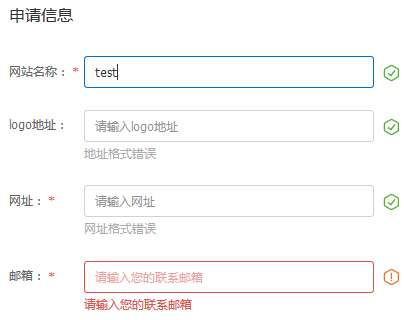 申请信息
网站名称： * test
logo地址： 请输入logo地址
地址格式错误
网址： * 请输入网址
网址格式错误
邮箱： * 请输入您的联系邮箱
请输入您的联系邮箱